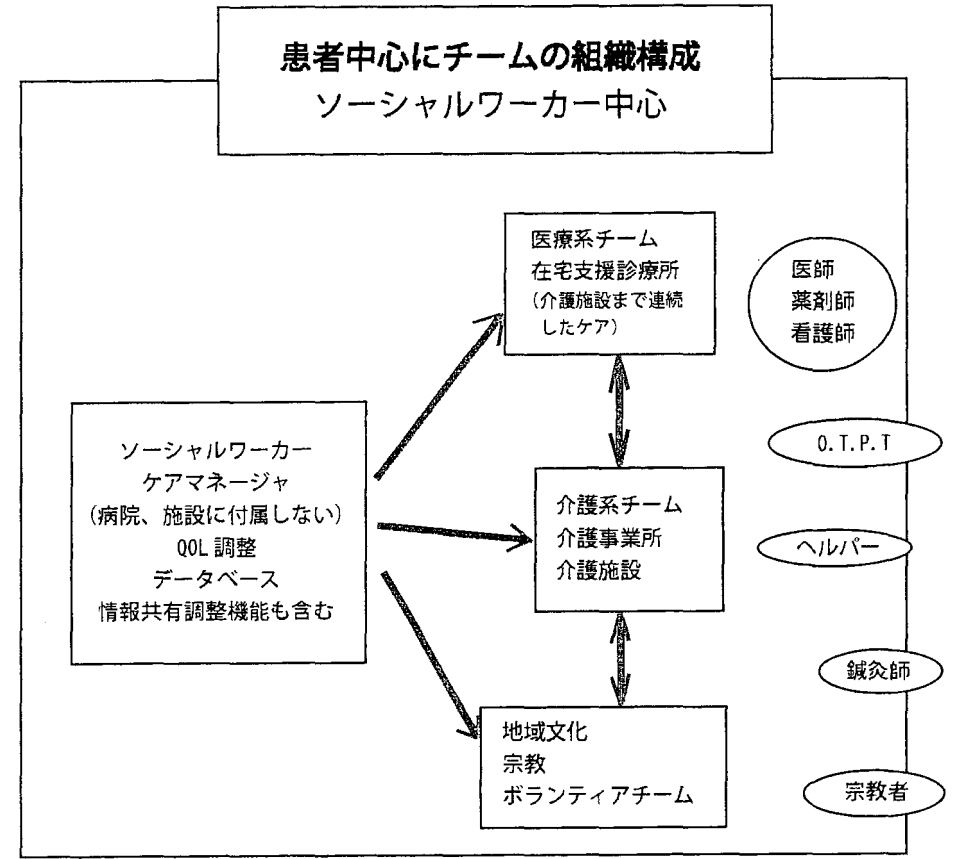 患者中心にチームの組織構成
ソーシャルワーカー中心
医療系チーム
在宅支援診療所
(介護施設まで連続
したケア)
医師
薬剤師
看護師
O.T.P.T
ソーシャルワーカー
ケアマネージャ
(病院、施設に付属しない)
QOL調整
データベース
情報共有調整機能も含む
介護系チーム
介護事業所
介護施設
ヘルパー
鍼灸師
地域文化
宗教
ボランティアチーム
宗教者